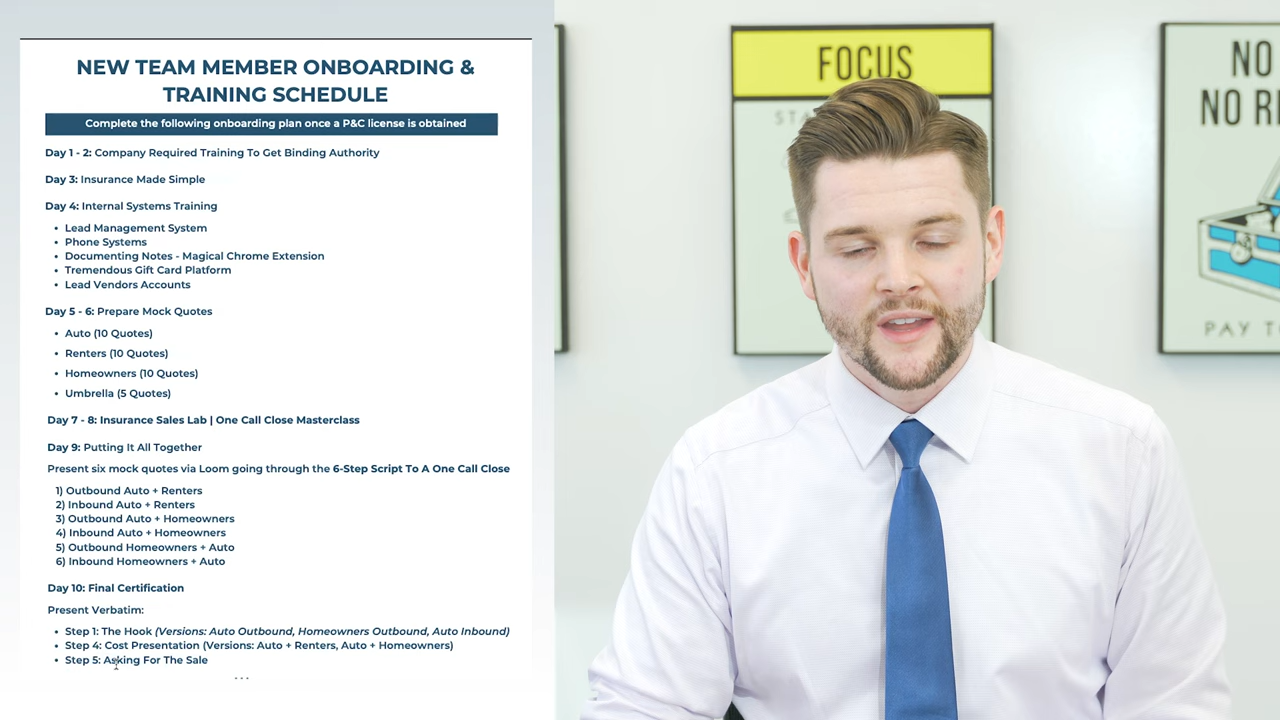 NEW TEAM MEMBER ONBOARDING &
TRAINING SCHEDULE
Complete the following onboarding plan once a P&C license is obtained
Day 1 - 2: Company Required Training To Get Binding Authority
Day 3: Insurance Made Simple
Day 4: Internal Systems Training
• Lead Management System
• Phone Systems
• Documenting Notes - Magical Chrome Extension
• Tremendous Gift Card Platform
• Lead Vendors Accounts
Day 5 - 6: Prepare Mock Quotes
• Auto (10 Quotes)
• Renters (10 Quotes)
• Homeowners (10 Quotes)
• Umbrella (5 Quotes)
Day 7 - 8: Insurance Sales Lab | One Call Close Masterclass
Day 9: Putting It All Together
Present six mock quotes via Loom going through the 6-Step Script To A One Call Close
1) Outbound Auto + Renters
2) Inbound Auto + Renters
3) Outbound Auto + Homeowners
4) Inbound Auto + Homeowners
5) Outbound Homeowners + Auto
6) Inbound Homeowners + Auto
Day 10: Final Certification
Present Verbatim:
• Step 1: The Hook (Versions: Auto Outbound, Homeowners Outbound, Auto Inbound)
• Step 4: Cost Presentation (Versions: Auto + Renters, Auto + Homeowners)
• Step 5: Asking For The Sale
FOCUS
NO
NO
PAY